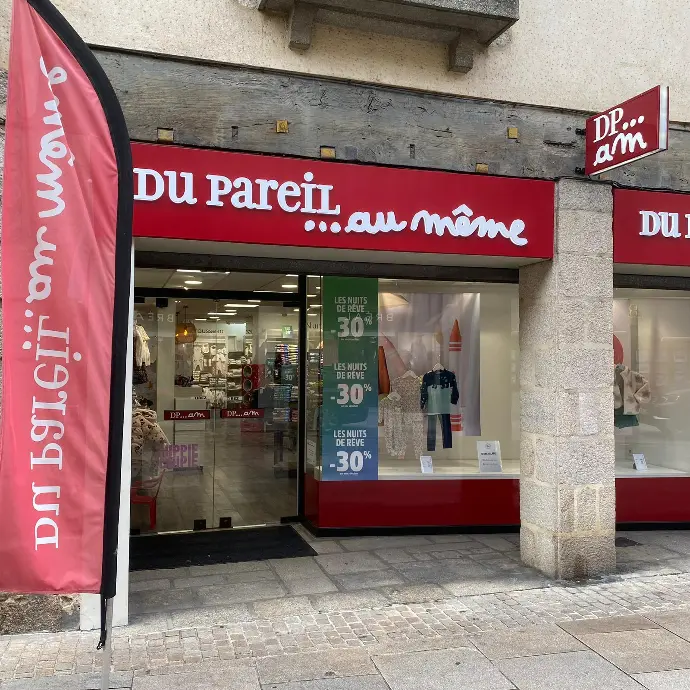 DU PAREIL
...au même
DP...
am
DU PAREIL
...au même
DU
LES NUITS
DE RÊVE
-30%
LES NUITS
DE RÊVE
-30%
LES NUITS
DE RÊVE
-30%
DP...am
DP...am